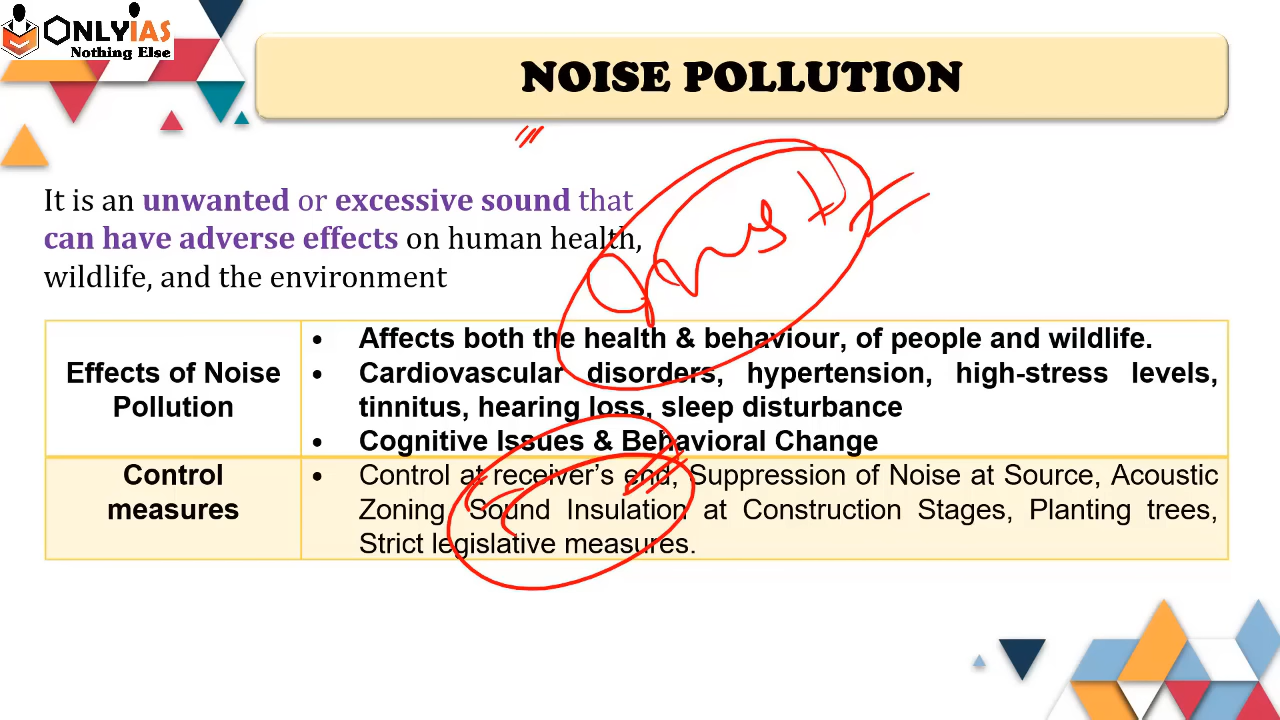 ONLYIAS
Nothing Else
NOISE POLLUTION
It is an unwanted or excessive sound that
can have adverse effects on human health,
wildlife, and the environment
Effects of Noise
Pollution
• Affects both the health & behaviour, of people and wildlife.
• Cardiovascular disorders, hypertension, high-stress levels,
tinnitus, hearing loss, sleep disturbance
• Cognitive Issues & Behavioral Change
Control
measures
• Control at receiver's end, Suppression of Noise at Source, Acoustic
Zoning, Sound Insulation at Construction Stages, Planting trees,
Strict legislative measures.